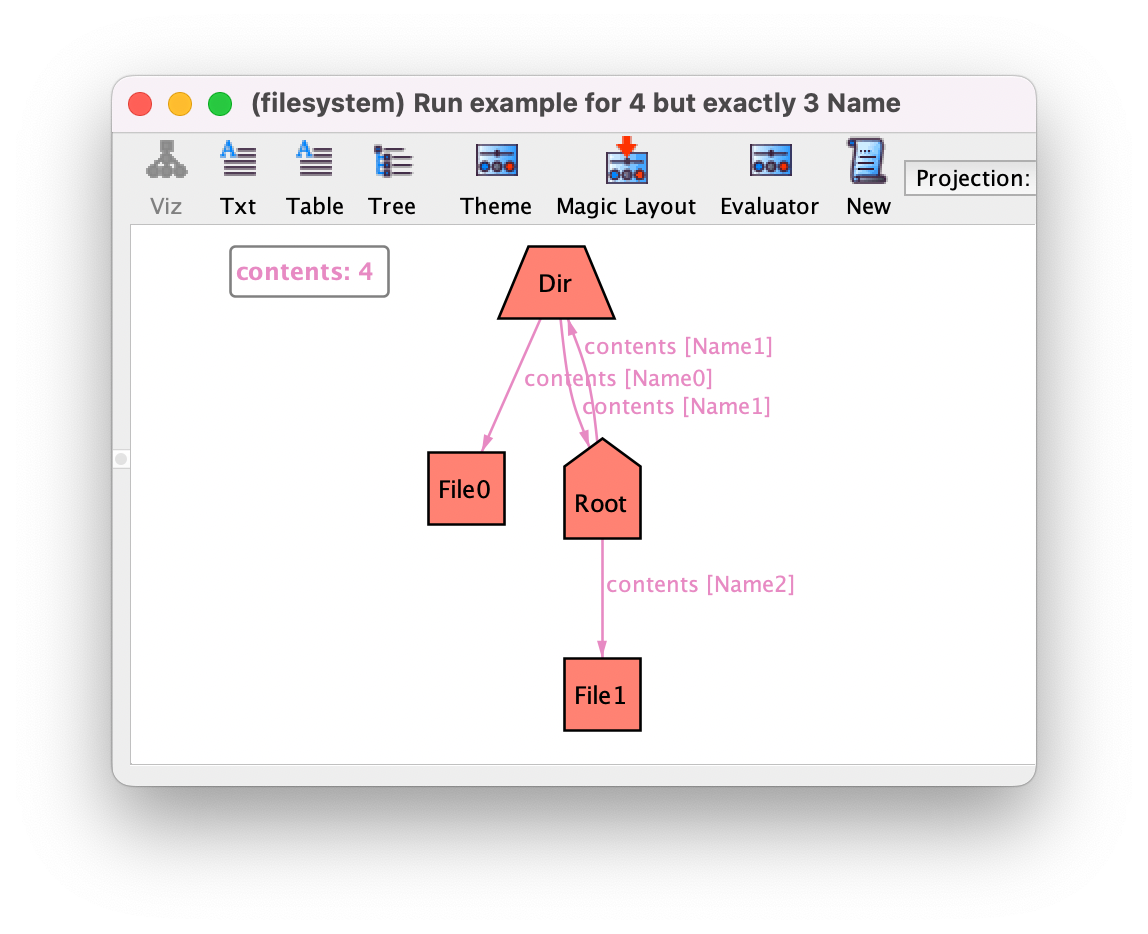 (filesystem) Run example for 4 but exactly 3 Name
Viz Txt Table Tree Theme Magic Layout Evaluator New Projection:
contents: 4
Dir
contents [Name1]
contents [Name0]
contents [Name1]
File0
Root
contents [Name2]
File1